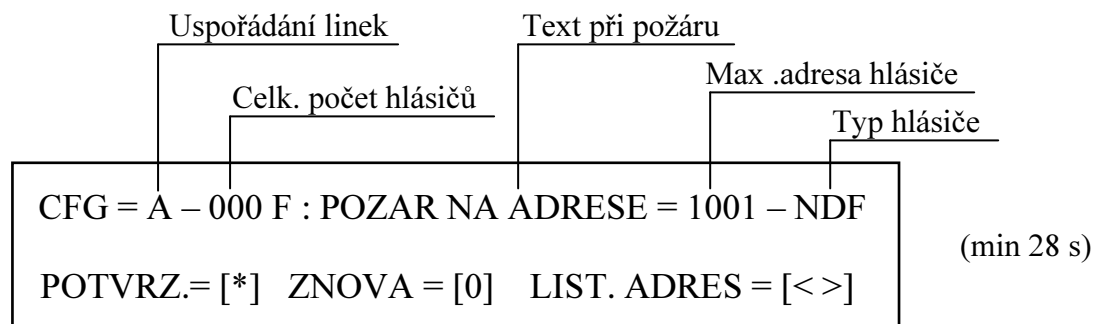 Uspořádání linek
Text při požáru
Max .adresa hlásiče
Celk. počet hlásičů
Typ hlásiče
CFG = A – 000 F : POZAR NA ADRESE = 1001 – NDF
(min 28 s)
POTVRZ.= [*] ZNOVA = [0] LIST. ADRES = [< >]